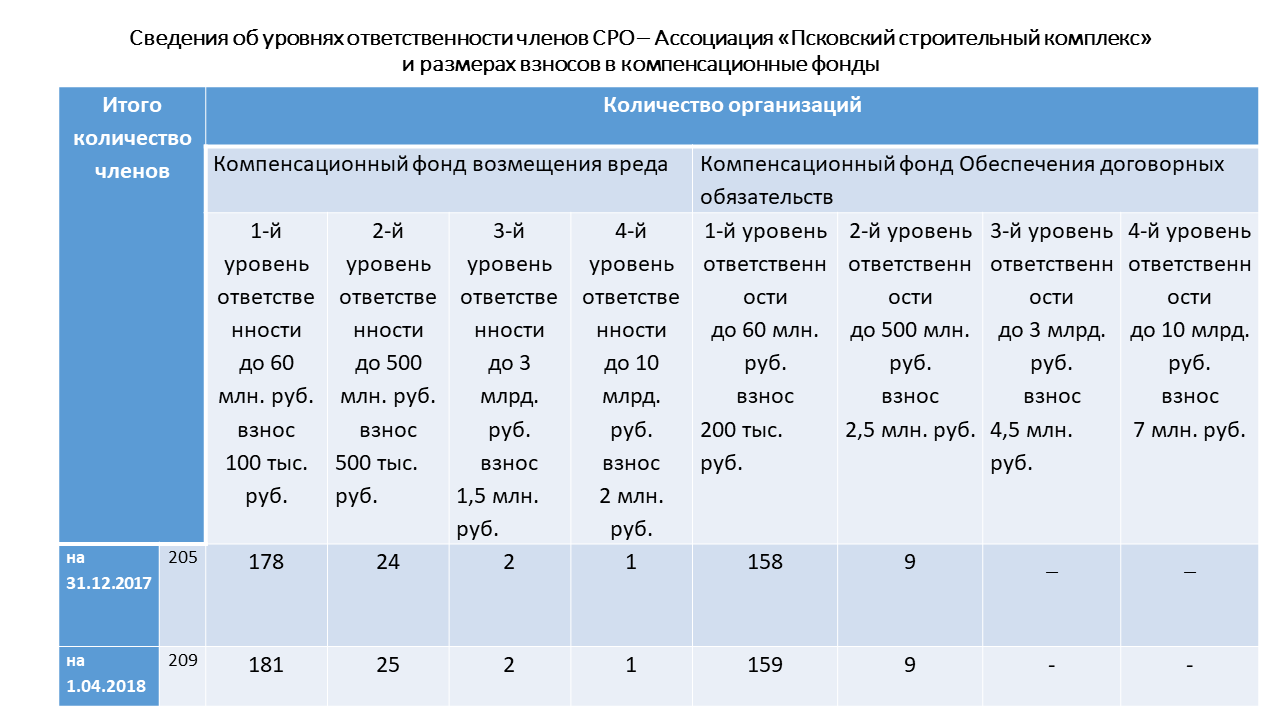 Сведения об уровнях ответственности членов СРО – Ассоциация «Псковский строительный комплекс»
и размерах взносов в компенсационные фонды
Итого
количество
членов
Количество организаций
Компенсационный фонд возмещения вреда
Компенсационный фонд Обеспечения договорных
обязательств
1-й
уровень
ответстве
нности
до 60
млн. руб.
взнос
100 тыс.
руб.
2-й
уровень
ответстве
нности
до 500
млн. руб.
взнос
500 тыс.
руб.
3-й
уровень
ответстве
нности
до 3
млрд.
руб.
взнос
1,5 млн.
руб.
4-й
уровень
ответстве
нности
до 10
млрд.
руб.
взнос
2 млн.
руб.
1-й уровень
ответственн
ости
до 60 млн.
руб.
взнос
200 тыс.
руб.
2-й уровень
ответственн
ости
до 500 млн.
руб.
взнос
2,5 млн. руб.
3-й уровень
ответственн
ости
до 3 млрд.
руб.
взнос
4,5 млн.
руб.
4-й уровень
ответственн
ости
до 10 млрд.
руб.
взнос
7 млн. руб.
на
31.12.2017
205
178
24
2
1
158
9
_
_
на
1.04.2018
209
181
25
2
1
159
9
-
-